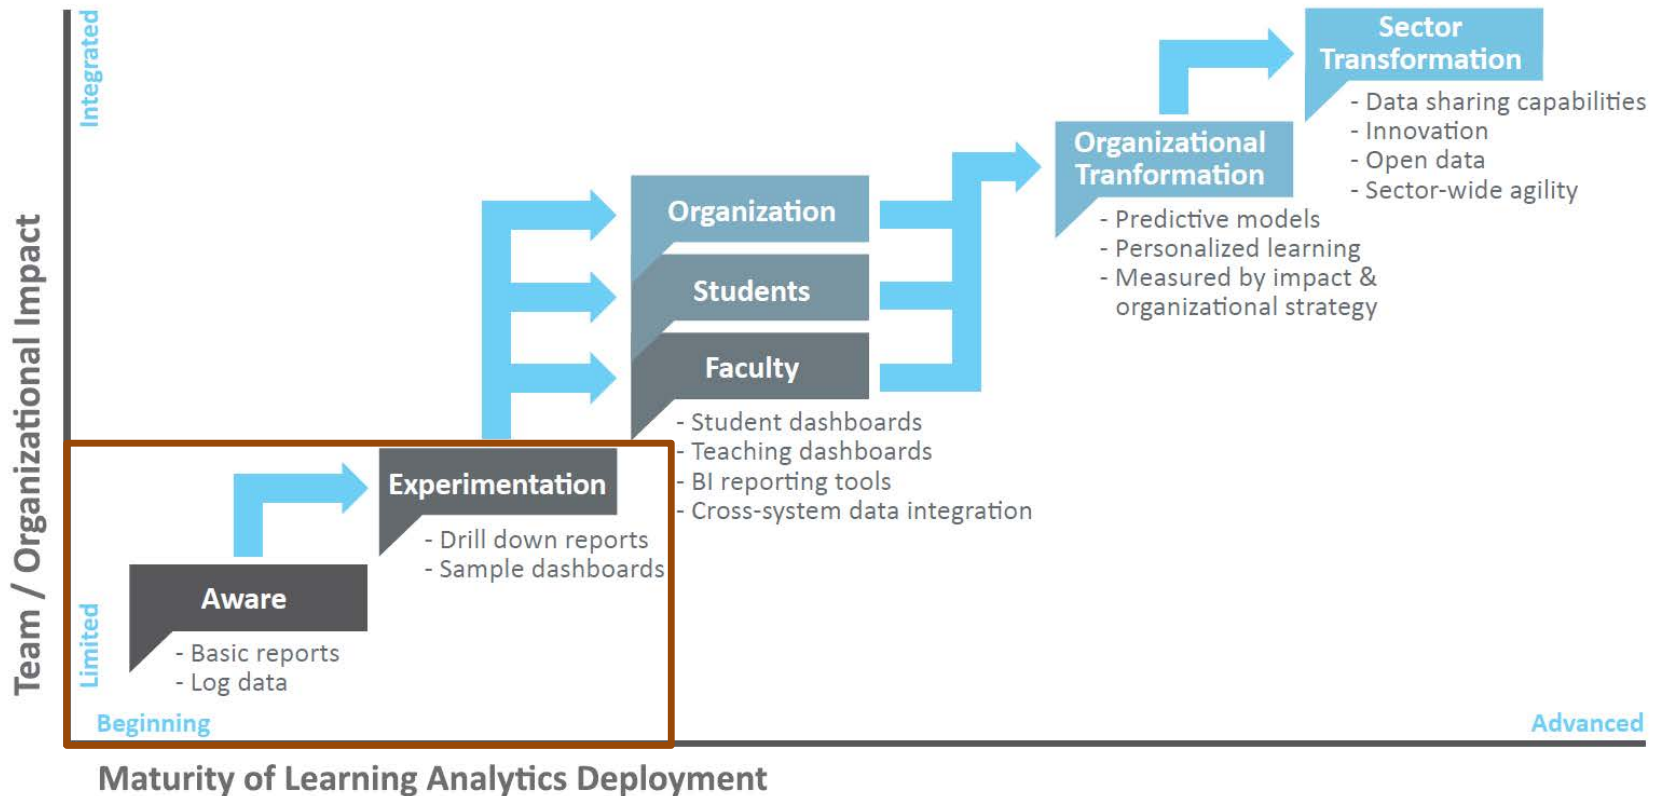 Team / Organizational Impact
Integrated
Limited
Sector
Transformation
- Data sharing capabilities
- Innovation
- Open data
- Sector-wide agility
Organizational
Tranformation
- Predictive models
- Personalized learning
- Measured by impact &
organizational strategy
Organization
Students
Faculty
- Student dashboards
- Teaching dashboards
- BI reporting tools
- Cross-system data integration
Experimentation
- Drill down reports
- Sample dashboards
Aware
- Basic reports
- Log data
Beginning
Advanced
Maturity of Learning Analytics Deployment